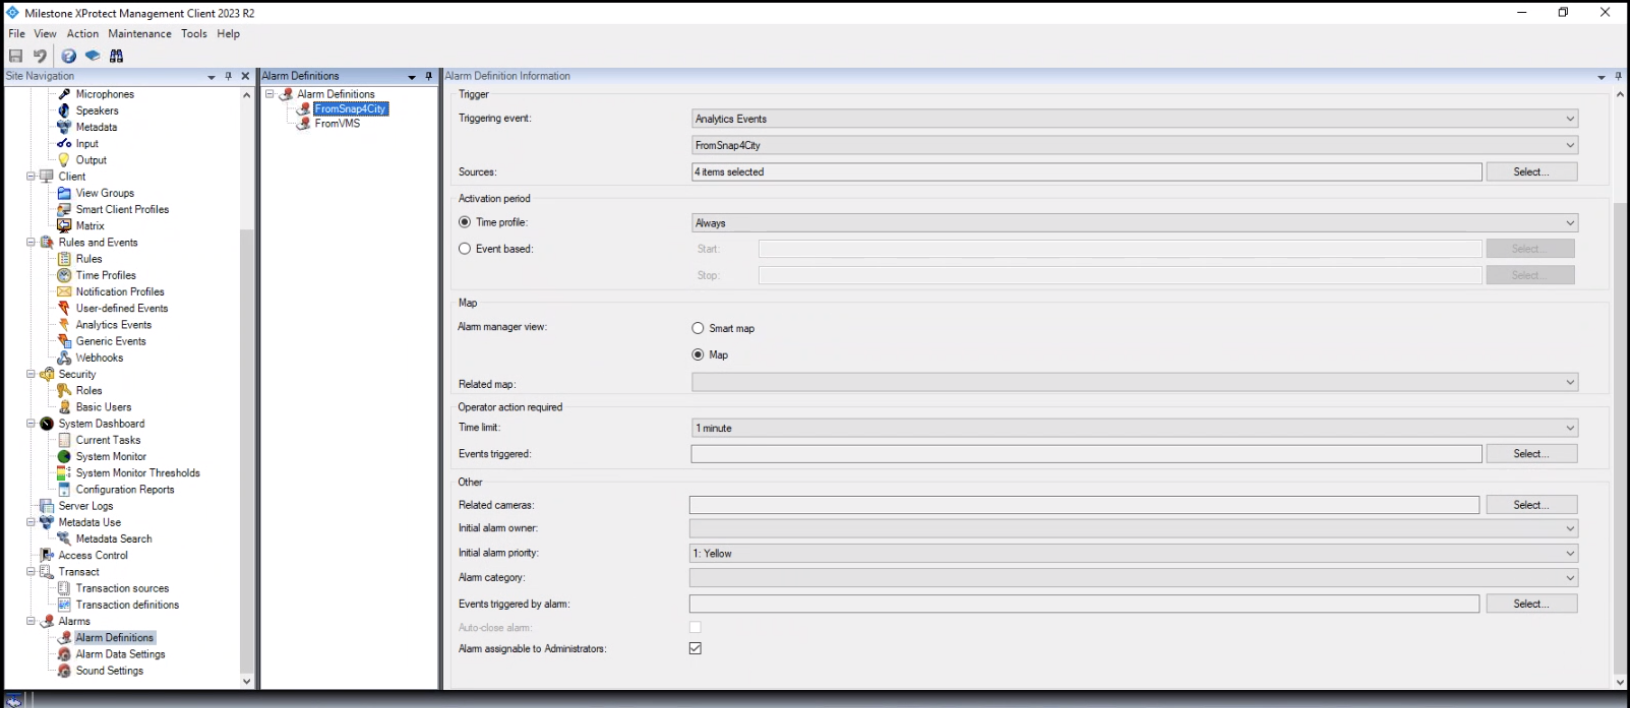 Milestone XProtect Management Client 2023 R2
File View Action Maintenance Tools Help
Site Navigation
Microphones
Speakers
Metadata
Input
Output
Client
View Groups
Smart Client Profiles
Matrix
Rules and Events
Rules
Time Profiles
Notification Profiles
User-defined Events
Analytics Events
Generic Events
Webhooks
Security
Roles
Basic Users
System Dashboard
Current Tasks
System Monitor
System Monitor Thresholds
Configuration Reports
Server Logs
Metadata Use
Metadata Search
Access Control
Transact
Transaction sources
Transaction definitions
Alarms
Alarm Definitions
Alarm Data Settings
Sound Settings
Alarm Definitions
Alarm Definitions
FromSnap4City
FromVMS
Alarm Definition Information
Trigger
Triggering event: Analytics Events
FromSnap4City
Sources: 4 items selected Select...
Activation period
Time profile: Always
Event based: Start: Select...
Stop: Select...
Map
Alarm manager view: Smart map
Map
Related map:
Operator action required
Time limit: 1 minute
Events triggered: Select...
Other
Related cameras: Select...
Initial alarm owner:
Initial alarm priority: 1: Yellow
Alarm category:
Events triggered by alarm: Select...
Auto-close alarm:
Alarm assignable to Administrators: